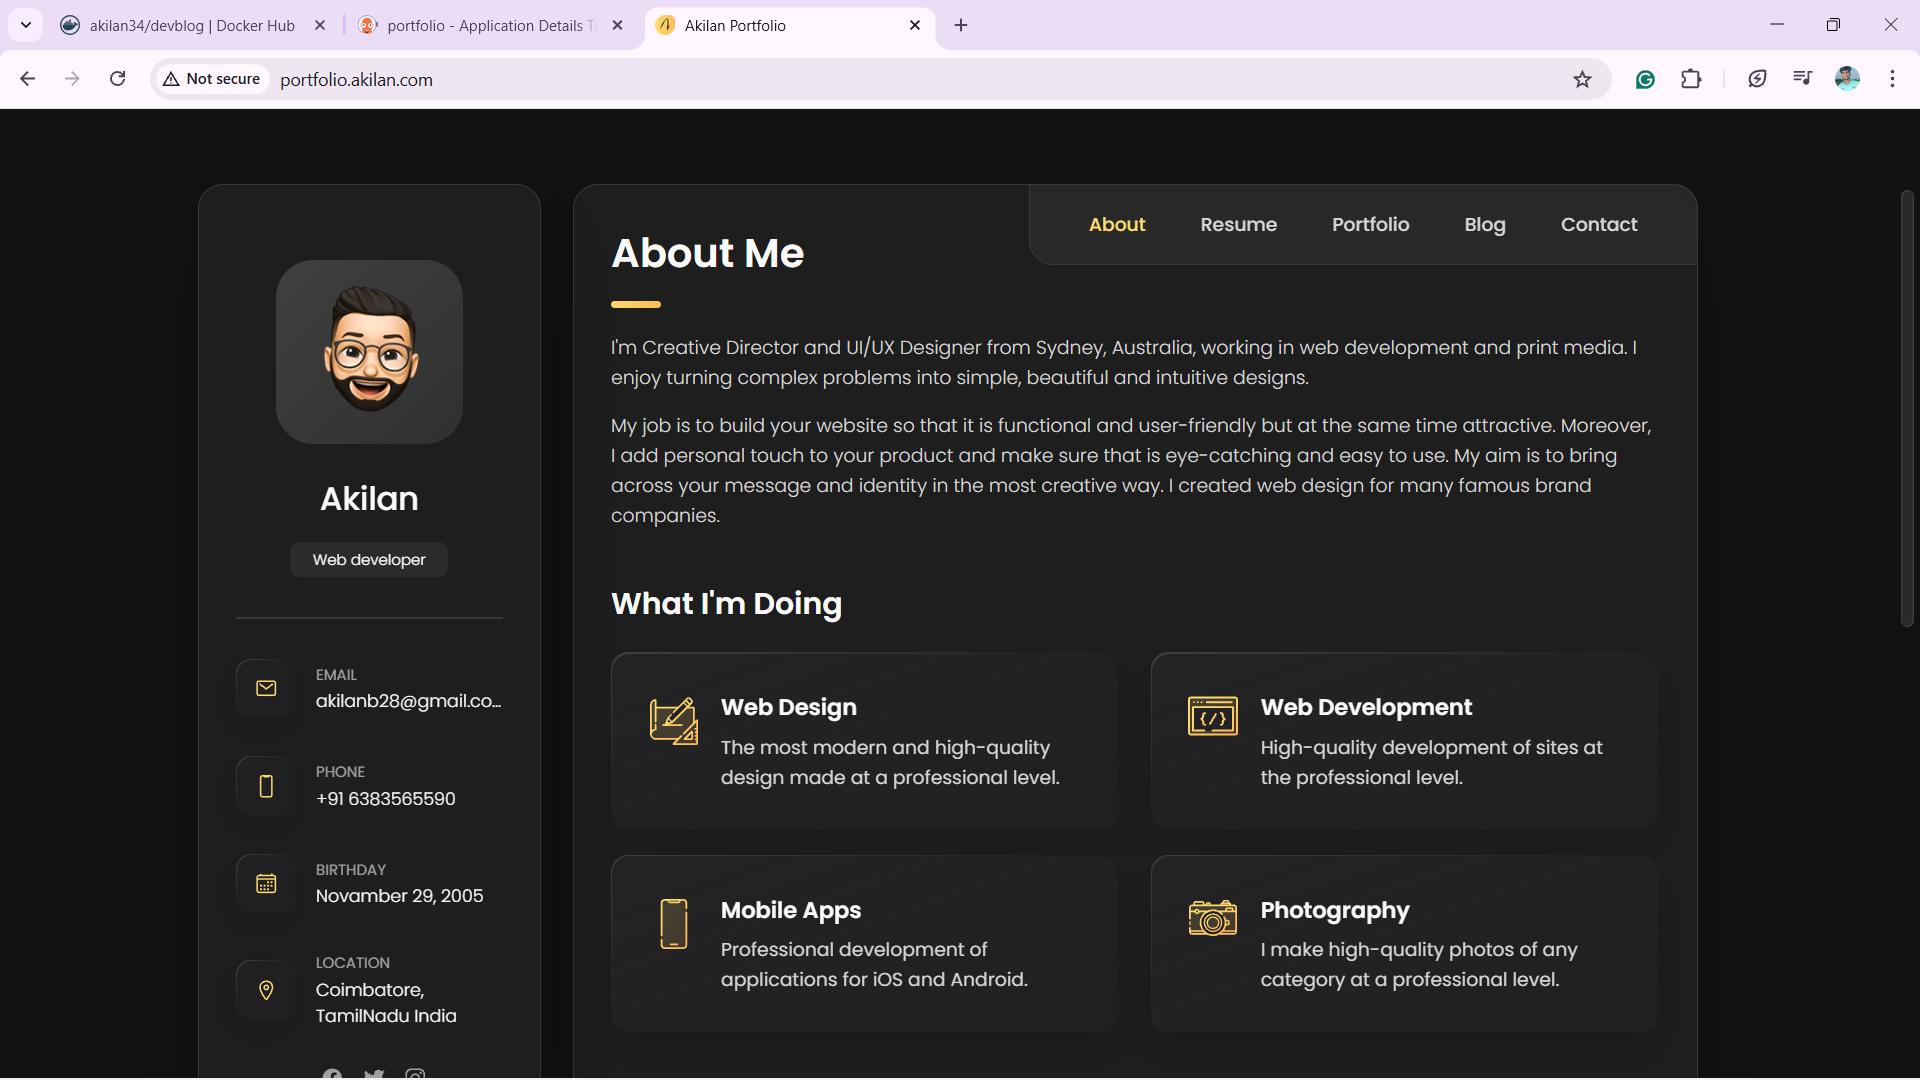 akilan34/devblog | Docker Hub
portfolio - Application Details T
Akilan Portfolio
Not secure
portfolio.akilan.com
About
Resume
Portfolio
Blog
Contact
Akilan
Web developer
EMAIL
akilanb28@gmail.co...
PHONE
+91 6383565590
BIRTHDAY
Novamber 29, 2005
LOCATION
Coimbatore,
TamilNadu India
About Me
I'm Creative Director and UI/UX Designer from Sydney, Australia, working in web development and print media. I
enjoy turning complex problems into simple, beautiful and intuitive designs.
My job is to build your website so that it is functional and user-friendly but at the same time attractive. Moreover,
I add personal touch to your product and make sure that is eye-catching and easy to use. My aim is to bring
across your message and identity in the most creative way. I created web design for many famous brand
companies.
What I'm Doing
Web Design
The most modern and high-quality
design made at a professional level.
Web Development
High-quality development of sites at
the professional level.
Mobile Apps
Professional development of
applications for iOS and Android.
Photography
I make high-quality photos of any
category at a professional level.